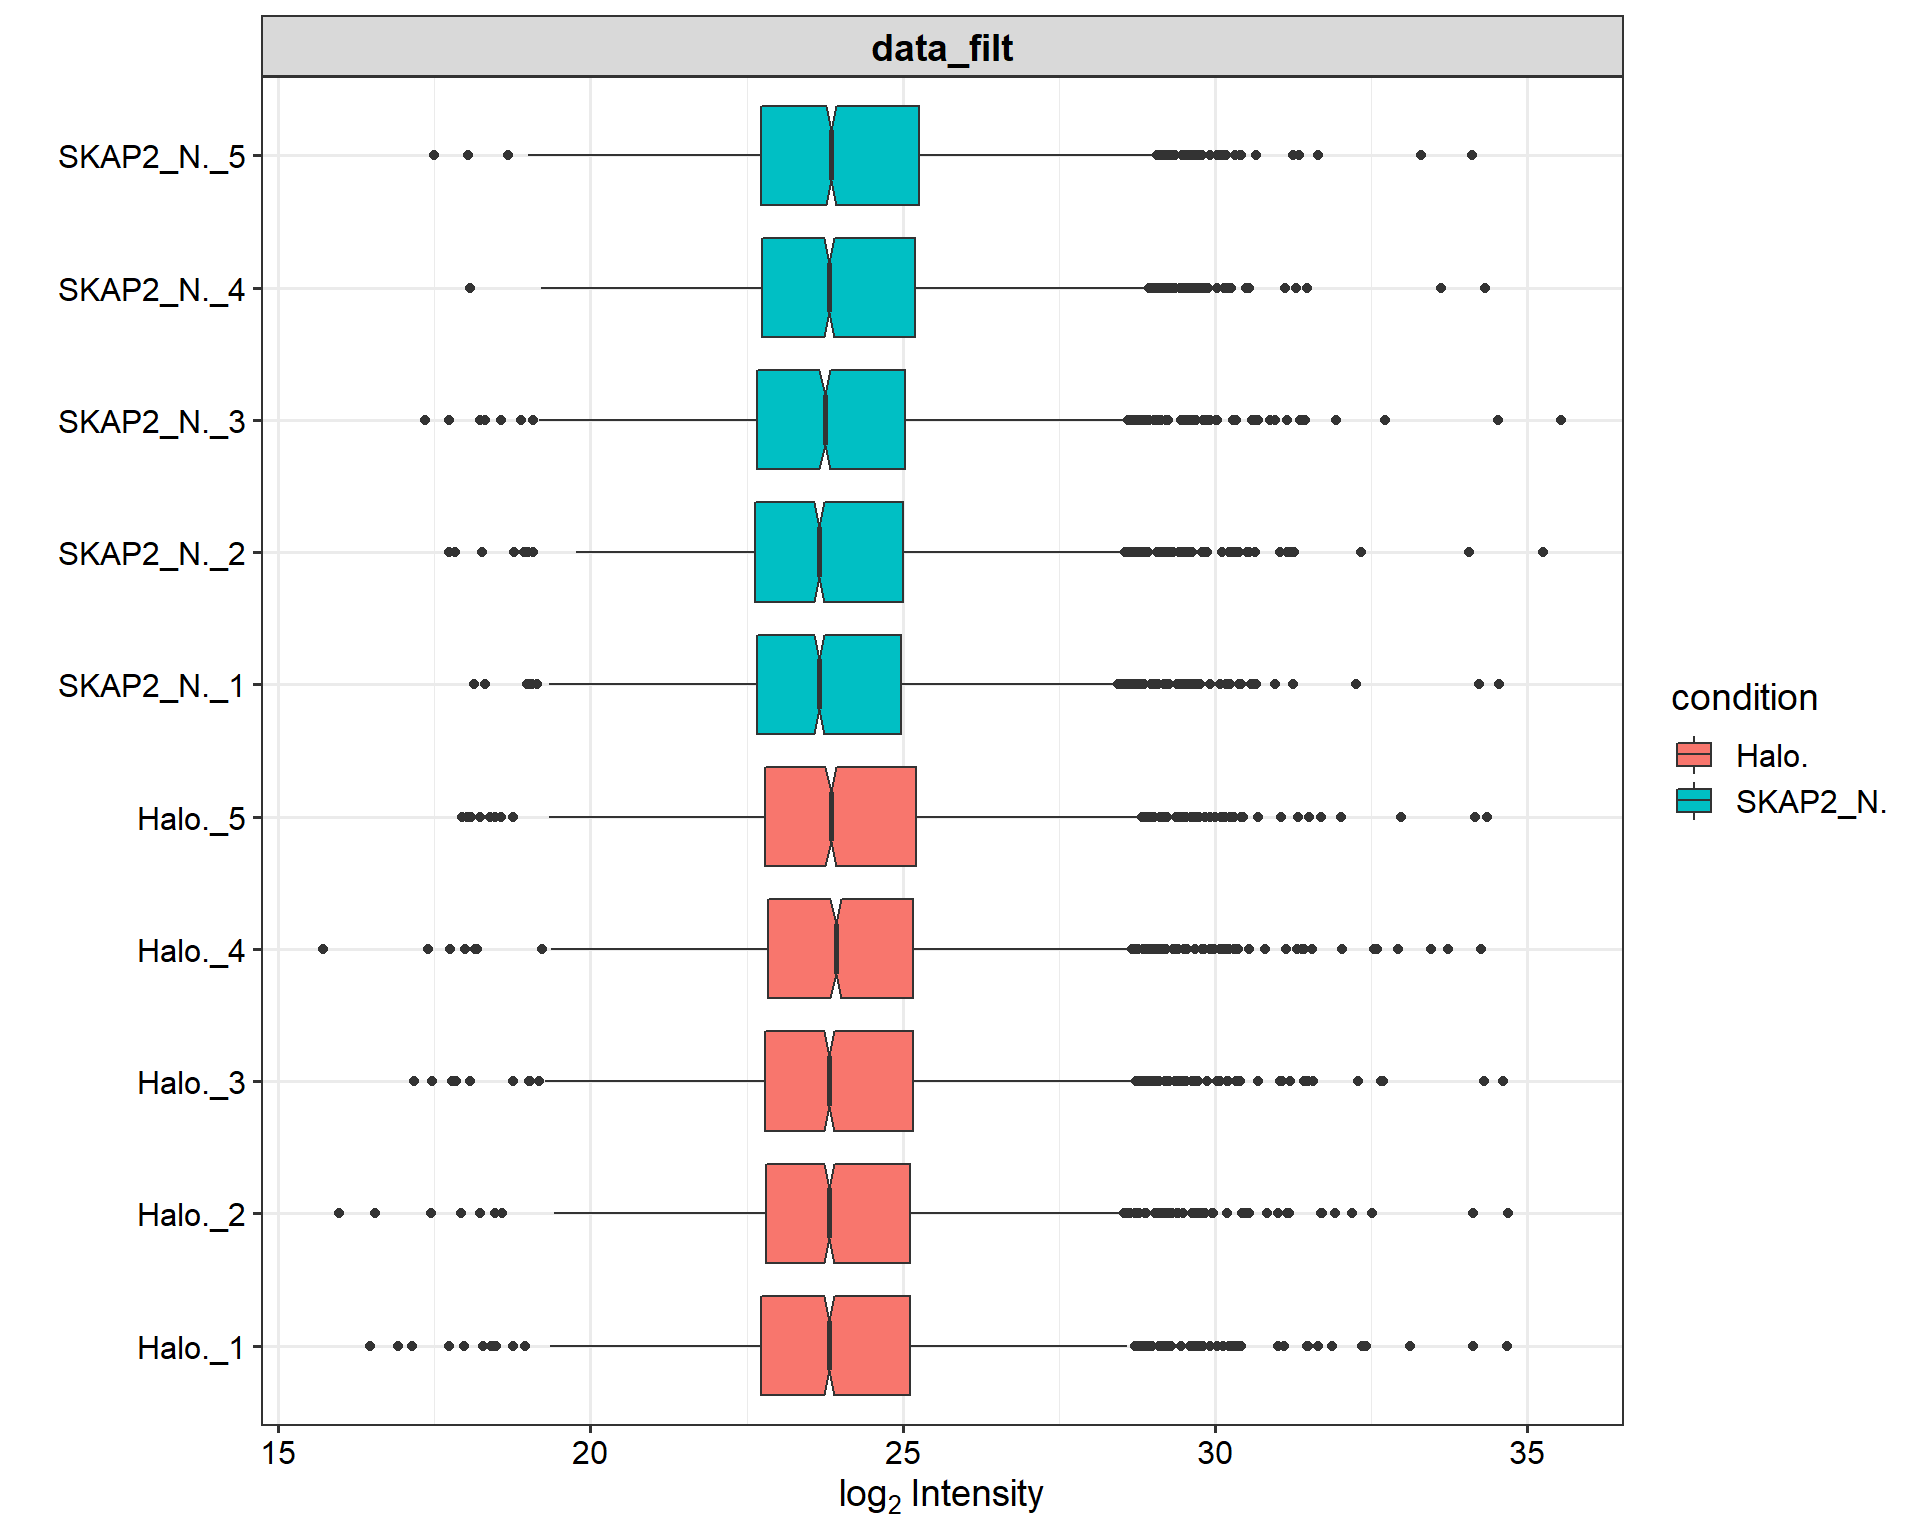 data_filt
SKAP2_N._5
SKAP2_N._4
SKAP2_N._3
SKAP2_N._2
SKAP2_N._1
Halo._5
Halo._4
Halo._3
Halo._2
Halo._1
15 20 25 30 35
log2 Intensity
condition
Halo.
SKAP2_N.